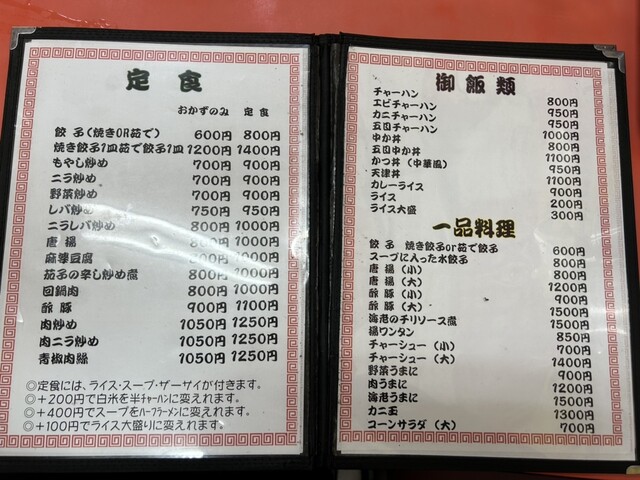 定食
おかずのみ 定食
餃子(焼きOR茹で) 600円 800円
焼き餃子1皿茹で餃子1皿 1200円 1400円
もやし炒め 700円 900円
ニラ炒め 700円 900円
野菜炒め 700円 900円
レバ炒め 750円 950円
ニラレバ炒め 800円 1000円
唐揚 800円 1000円
麻婆豆腐 800円 1000円
茄子の辛し炒め煮 800円 1000円
回鍋肉 800円 1000円
酢豚 900円 1100円
肉炒め 1050円 1250円
肉ニラ炒め 1050円 1250円
青椒肉絲 1050円 1250円
◎定食には、ライス・スープ・ザーサイが付きます。
◎+200円で白米を半チャーハンに変えれます。
◎+400円でスープをハーフラーメンに変えれます。
◎+100円でライス大盛りに変えれます。
御飯類
チャーハン 800円
エビチャーハン 950円
カニチャーハン 950円
五目チャーハン 1000円
中か丼 800円
五目中か丼 1100円
かつ丼(中華風) 950円
天津丼 1100円
カレーライス 900円
ライス 200円
ライス大盛 300円
一品料理
餃子 焼き餃子or茹で餃子 600円
スープに入った水餃子 800円
唐揚(小) 800円
唐揚(大) 1200円
酢豚(小) 900円
酢豚(大) 1500円
海老のチリソース煮 1500円
揚ワンタン 850円
チャーシュー(小) 700円
チャーシュー(大) 1400円
野菜うまに 900円
肉うまに 1200円
海老うまに 1500円
カニ玉 1300円
コーンサラダ(大) 700円